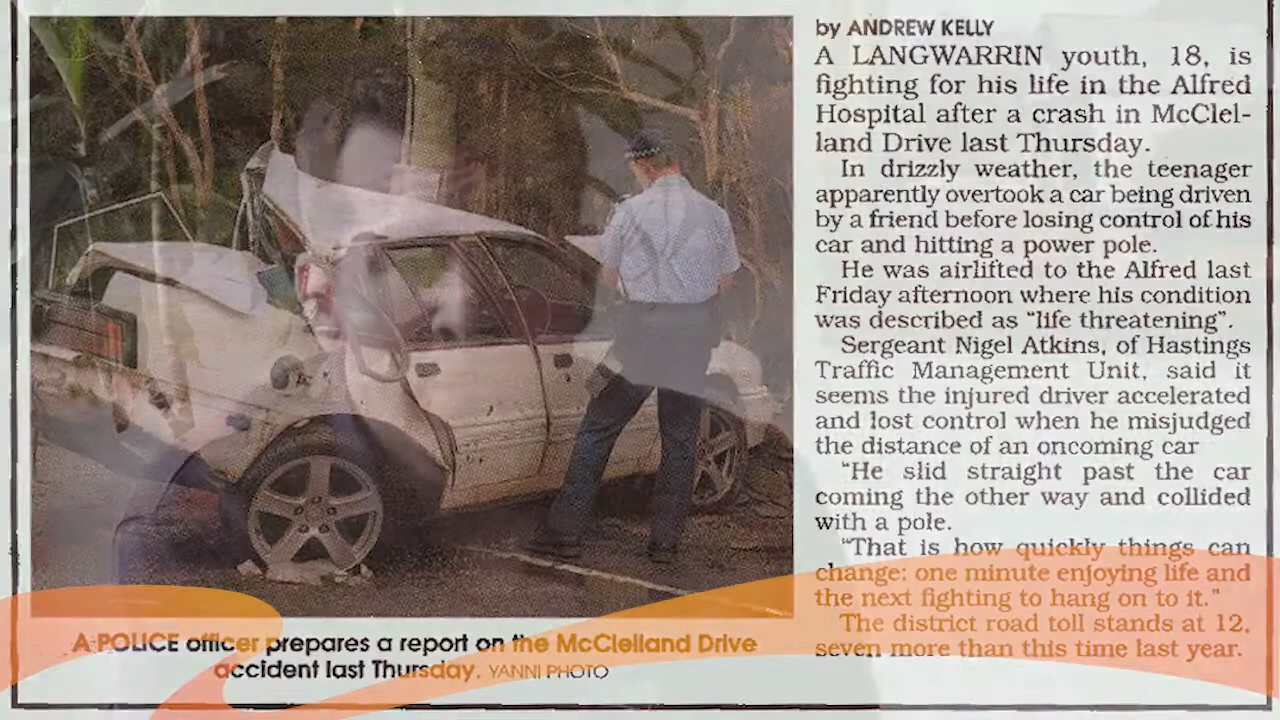 by ANDREW KELLY
A LANGWARRIN youth, 18, is
fighting for his life in the Alfred
Hospital after a crash in McClel-
land Drive last Thursday.
In drizzly weather, the teenager
apparently overtook a car being driven
by a friend before losing control of his
car and hitting a power pole.
He was airlifted to the Alfred last
Friday afternoon where his condition
was described as "life threatening".
Sergeant Nigel Atkins, of Hastings
Traffic Management Unit, said it
seems the injured driver accelerated
and lost control when he misjudged
the distance of an oncoming car
"He slid straight past the car
coming the other way and collided
with a pole.
"That is how quickly things can
change: one minute enjoying life and
the next fighting to hang on to it."
The district road toll stands at 12,
seven more than this time last year.
A POLICE officer prepares a report on the McClelland Drive
accident last Thursday. YANNI PHOTO